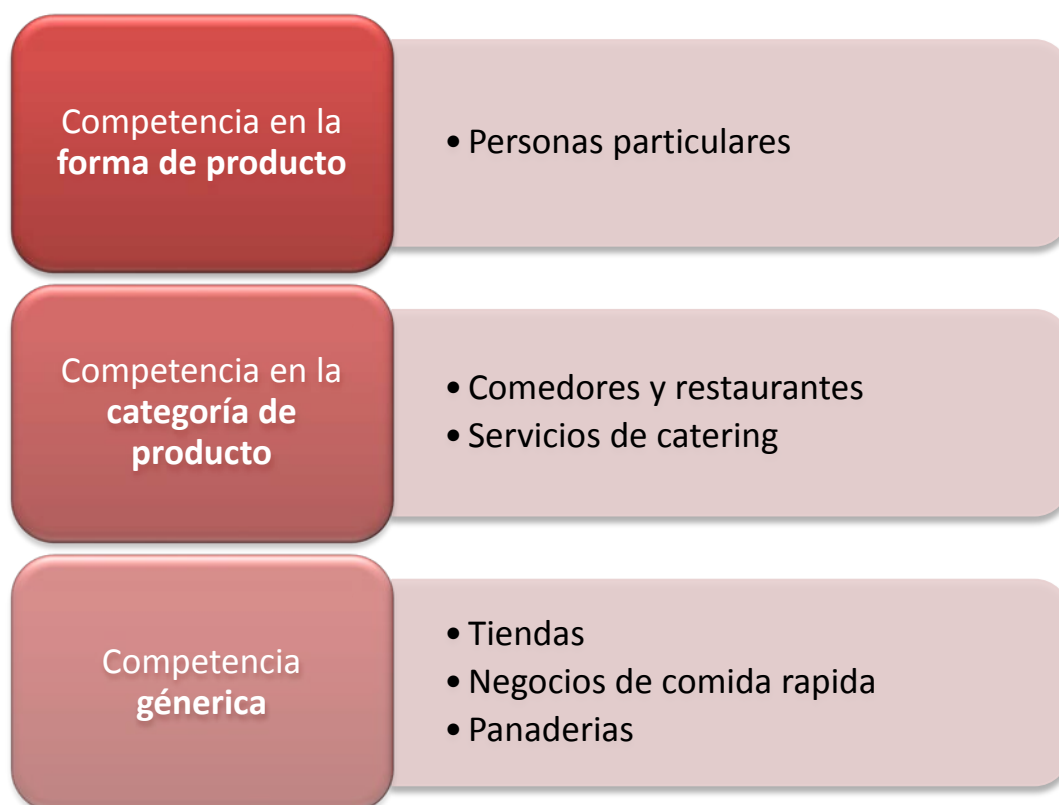 Competencia en la
forma de producto
• Personas particulares
Competencia en la
categoría de
producto
• Comedores y restaurantes
• Servicios de catering
Competencia
génerica
• Tiendas
• Negocios de comida rapida
• Panaderias